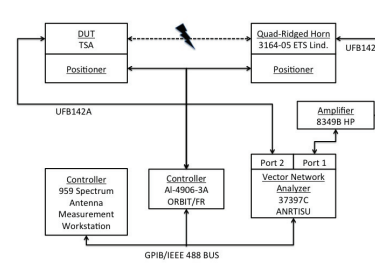 DUT
TSA
Positioner
Quad-Ridged Horn
3164-05 ETS Lind.
Positioner
UFB142
UFB142A
Amplifier
8349B HP
Controller
959 Spectrum
Antenna
Measurement
Workstation
Controller
Al-4906-3A
ORBIT/FR
Port 2
Port 1
Vector Network
Analyzer
37397C
ANRTISU
GPIB/IEEE 488 BUS